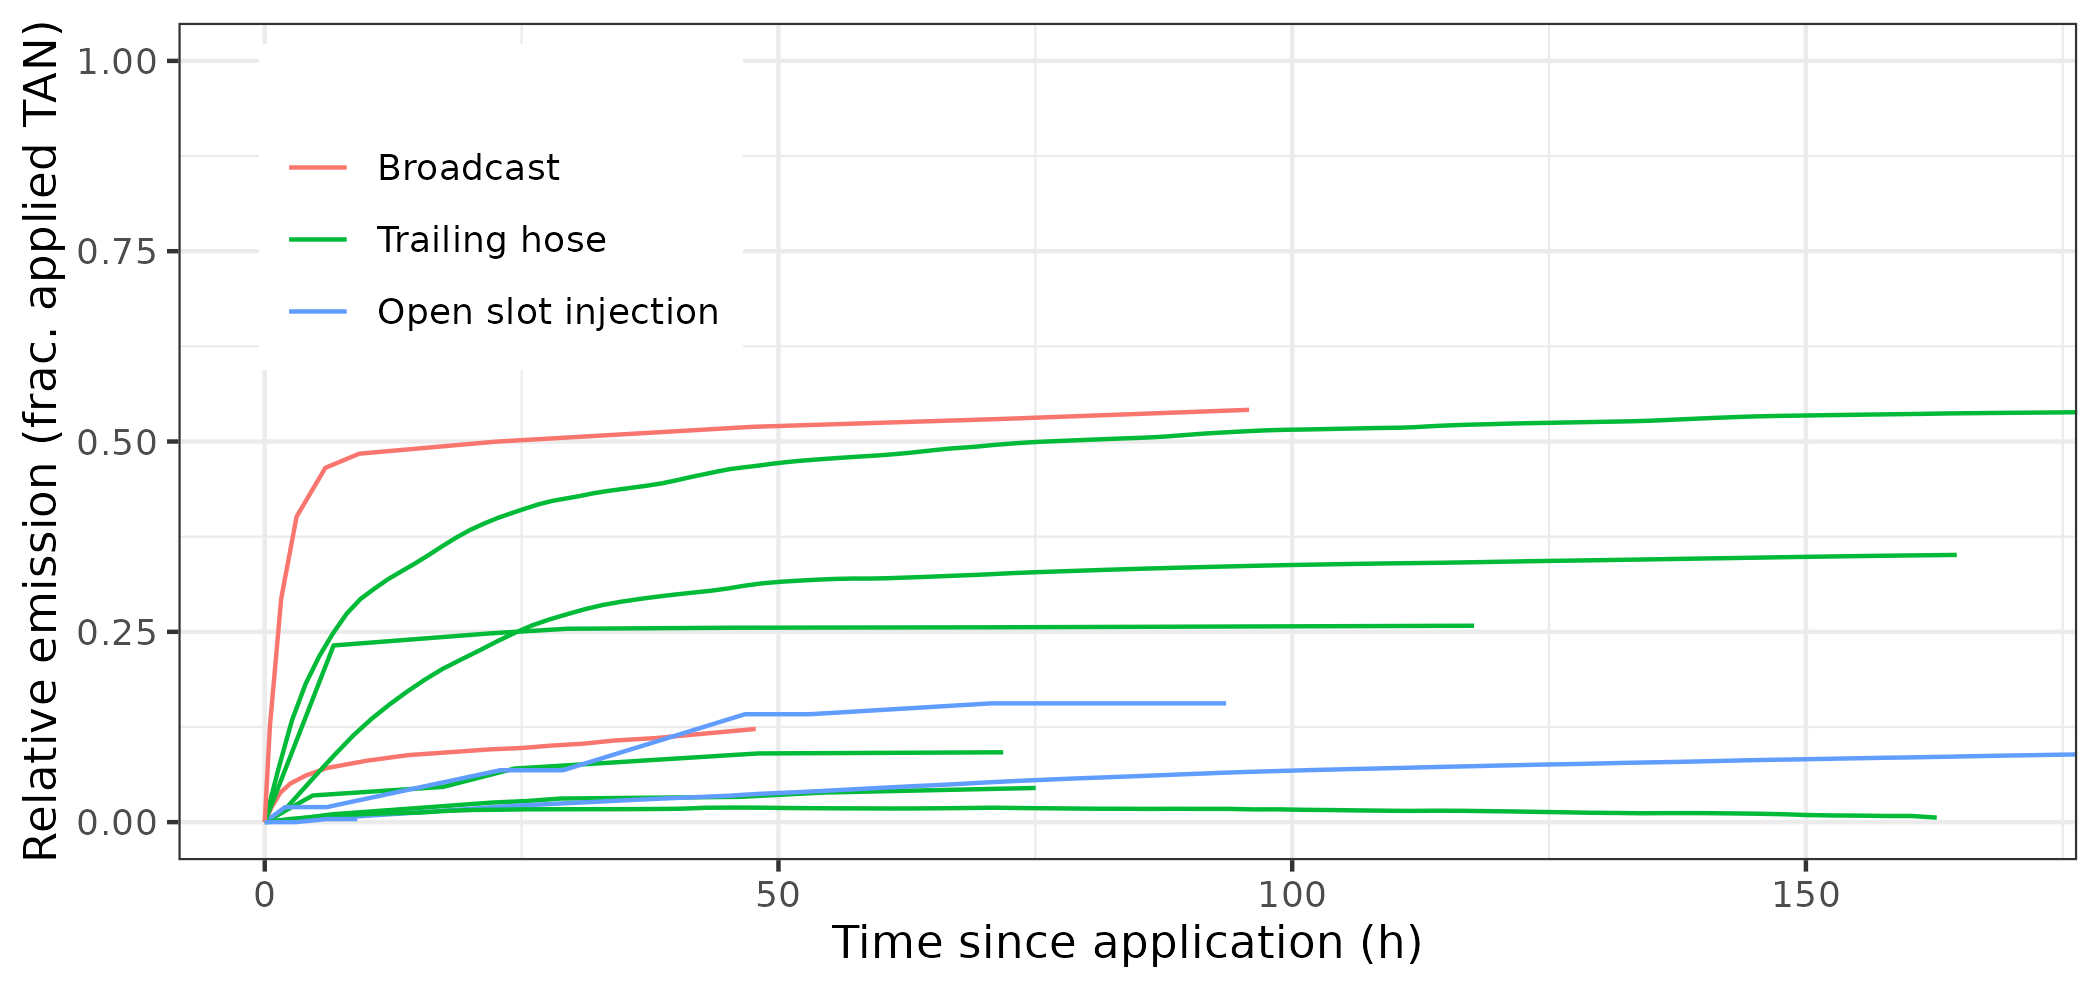 Relative emission (frac. applied TAN)
1.00
0.75
0.50
0.25
0.00
Broadcast
Trailing hose
Open slot injection
0 50 100 150
Time since application (h)